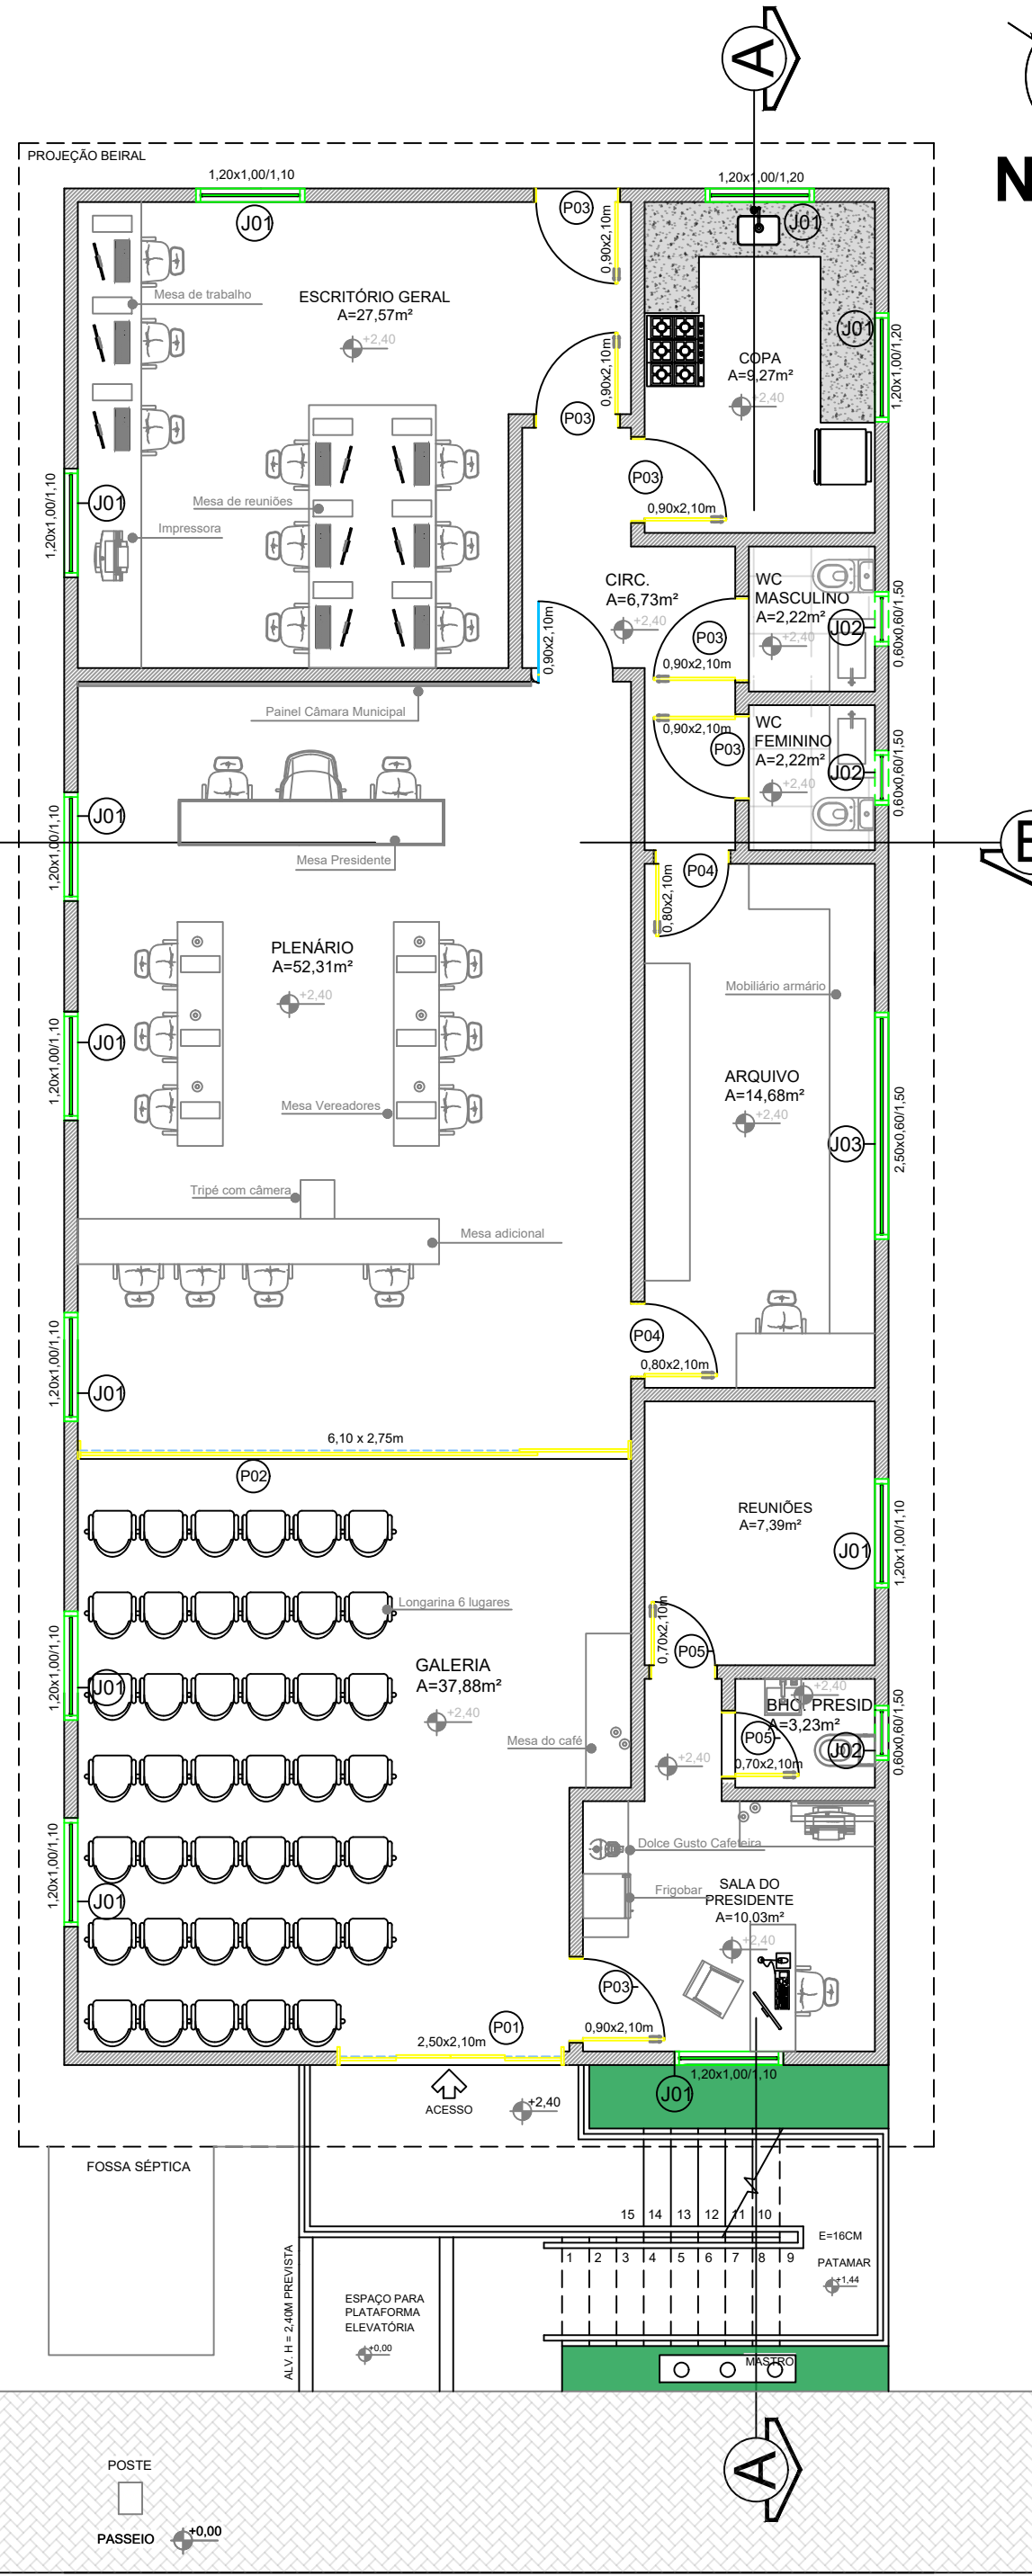 A
N
PROJEÇÃO BEIRAL
1,20x1,00/1,10
J01
P03
0,90x2,10m
1,20x1,00/1,20
J01
Mesa de trabalho
ESCRITÓRIO GERAL
A=27,57m²
+2,40
0,90x2,10m
P03
J01
1,20x1,00/1,20
COPA
A=9,27m²
+2,40
P03
0,90x2,10m
1,20x1,00/1,10
J01
Mesa de reuniões
Impressora
CIRC.
A=6,73m²
+2,40
0,90x2,10m
P03
0,90x2,10m
WC
MASCULINO
A=2,22m²
+2,40
J02
0,60x0,60/1,50
Painel Câmara Municipal
0,90x2,10m
P03
WC
FEMININO
A=2,22m²
+2,40
J02
0,60x0,60/1,50
1,20x1,00/1,10
J01
Mesa Presidente
B
P04
0,80x2,10m
PLENÁRIO
A=52,31m²
+2,40
Mobiliário armário
1,20x1,00/1,10
J01
Mesa Vereadores
ARQUIVO
A=14,68m²
+2,40
J03
2,50x0,60/1,50
Tripé com câmera
Mesa adicional
1,20x1,00/1,10
J01
P04
0,80x2,10m
6,10 x 2,75m
P02
REUNIÕES
A=7,39m²
J01
1,20x1,00/1,10
Longarina 6 lugares
0,70x2,10m
P05
1,20x1,00/1,10
J01
GALERIA
A=37,88m²
+2,40
Mesa do café
+2,40
+2,40
BHO. PRESID
A=3,23m²
P05
0,70x2,10m
J02
0,60x0,60/1,50
1,20x1,00/1,10
J01
Dolce Gusto Cafeteira
Frigobar
SALA DO
PRESIDENTE
A=10,03m²
+2,40
P03
0,90x2,10m
P01
2,50x2,10m
1,20x1,00/1,10
J01
ACESSO
+2,40
FOSSA SÉPTICA
15 14 13 12 11 10
1 2 3 4 5 6 7 8 9
E=16CM
PATAMAR
+1,44
ALV. H = 2,40M PREVISTA
ESPAÇO PARA
PLATAFORMA
ELEVATÓRIA
+0,00
MASTRO
A
POSTE
PASSEIO
+0,00